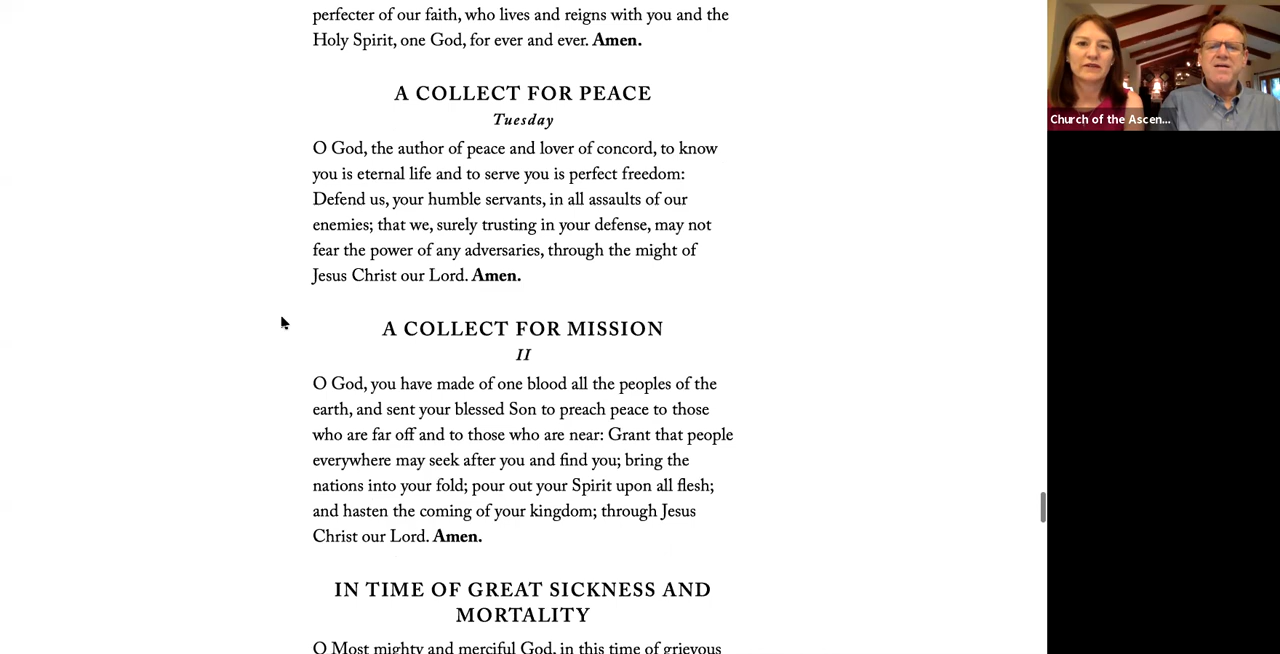 perfecter of our faith, who lives and reigns with you and the
Holy Spirit, one God, for ever and ever. Amen.
A COLLECT FOR PEACE
Tuesday
O God, the author of peace and lover of concord, to know
you is eternal life and to serve you is perfect freedom:
Defend us, your humble servants, in all assaults of our
enemies; that we, surely trusting in your defense, may not
fear the power of any adversaries, through the might of
Jesus Christ our Lord. Amen.
A COLLECT FOR MISSION
II
O God, you have made of one blood all the peoples of the
earth, and sent your blessed Son to preach peace to those
who are far off and to those who are near: Grant that people
everywhere may seek after you and find you; bring the
nations into your fold; pour out your Spirit upon all flesh;
and hasten the coming of your kingdom; through Jesus
Christ our Lord. Amen.
IN TIME OF GREAT SICKNESS AND
MORTALITY
O Most mighty and merciful God, in this time of grievous
Church of the Ascen...